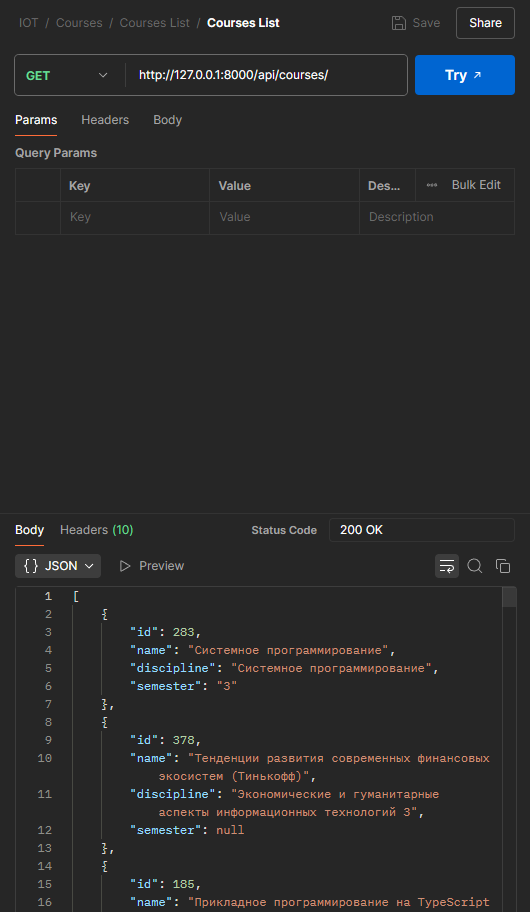 IOT / Courses / Courses List / Courses List Save Share
GET http://127.0.0.1:8000/api/courses/ Try ↗
Params Headers Body
Query Params
Key Value Des... Bulk Edit
Key Value Description
Body Headers (10) Status Code 200 OK
{} JSON Preview
1 [
2 {
3 "id": 283,
4 "name": "Системное программирование",
5 "discipline": "Системное программирование",
6 "semester": "3"
7 },
8 {
9 "id": 378,
10 "name": "Тенденции развития современных финансовых
экосистем (Тинькофф)",
11 "discipline": "Экономические и гуманитарные
аспекты информационных технологий 3",
12 "semester": null
13 },
14 {
15 "id": 185,
16 "name": "Прикладное программирование на TypeScript